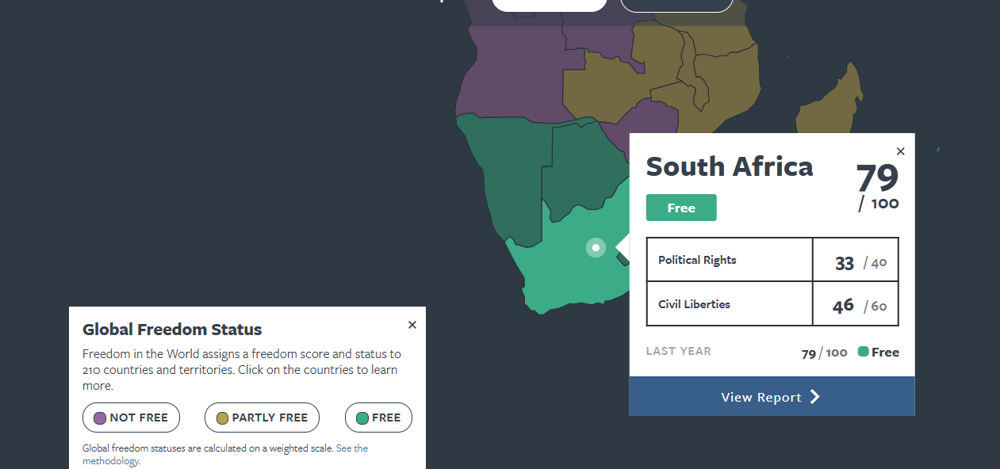 South Africa
79
/ 100
Free
Political Rights 33 / 40
Civil Liberties 46 / 60
LAST YEAR 79 / 100 Free
View Report
Global Freedom Status
Freedom in the World assigns a freedom score and status to
210 countries and territories. Click on the countries to learn
more.
NOT FREE PARTLY FREE FREE
Global freedom statuses are calculated on a weighted scale. See the
methodology.